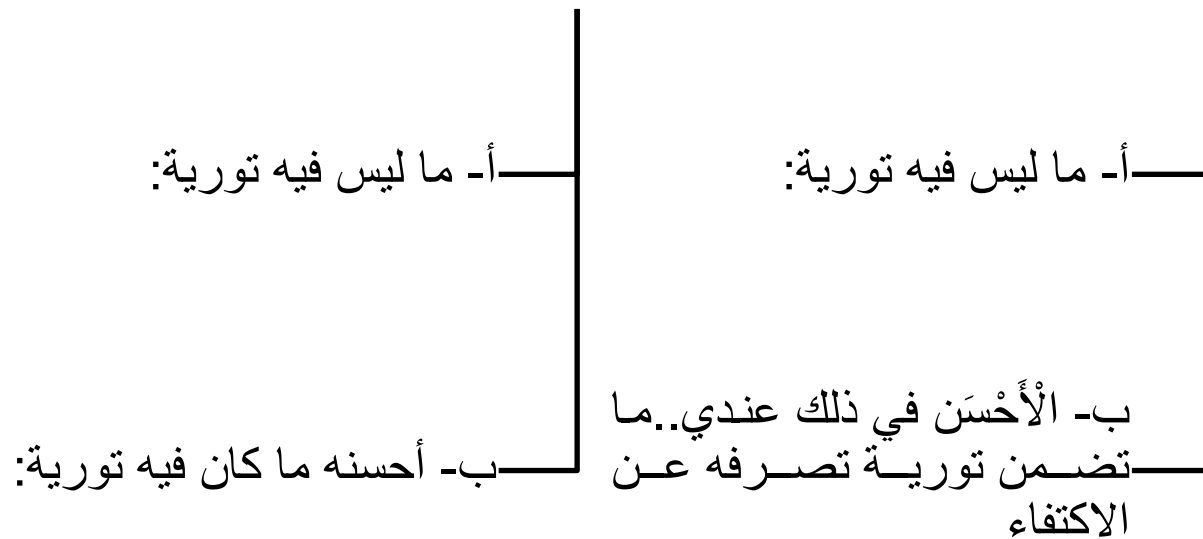 أ- ما ليس فيه تورية:
ب- الْأَحْسَن في ذلك عندي..ما
تضمن تورية تصرفه عن
الاكتفاء
أ- ما ليس فيه تورية:
ب- أحسنه ما كان فيه تورية: